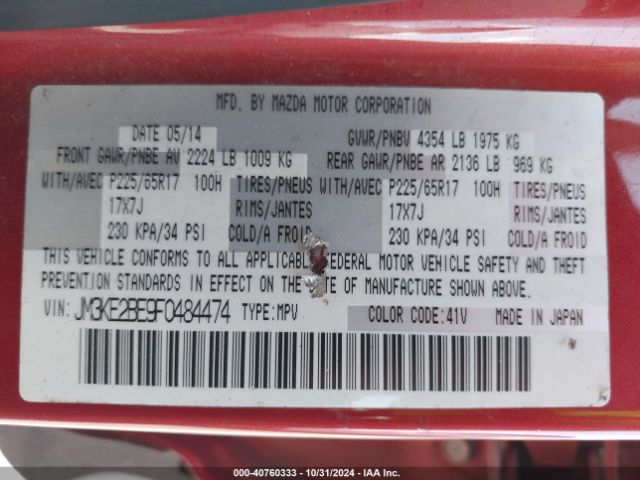 MFD. BY MAZDA MOTOR CORPORATION
DATE 05/14 GVWR/PNBV 4354 LB 1975 KG
FRONT GAWR/PNBE AV 2224 LB 1009 KG REAR GAWR/PNBE AR 2136 LB 969 KG
WITH/AVEC P225/65R17 100H TIRES/PNEUS WITH/AVEC P225/65R17 100H TIRES/PNEUS
17X7J RIMS/JANTES 17X7J RIMS/JANTES
230 KPA/34 PSI COLD/A FROID 230 KPA/34 PSI COLD/A FROID
THIS VEHICLE CONFORMS TO ALL APPLICABLE FEDERAL MOTOR VEHICLE SAFETY AND THEFT
PREVENTION STANDARDS IN EFFECT ON THE DATE OF MANUFACTURE SHOWN ABOVE.
VIN: JM3KE2BE9F0484474 TYPE:MPV COLOR CODE:41V MADE IN JAPAN
000-40760333 - 10/31/2024 - IAA Inc.